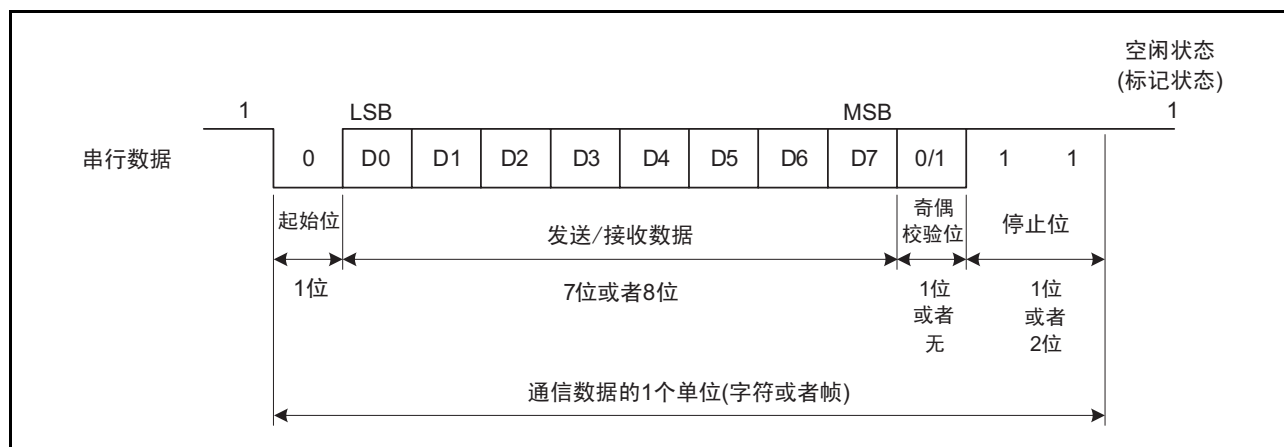 空闲状态
(标记状态)
1 LSB MSB 1
串行数据 0 D0 D1 D2 D3 D4 D5 D6 D7 0/1 1 1
起始位 发送/接收数据 奇偶
校验位 停止位
1位 7位或者8位 1位
或者
无 1位
或者
2位
通信数据的1个单位(字符或者帧)